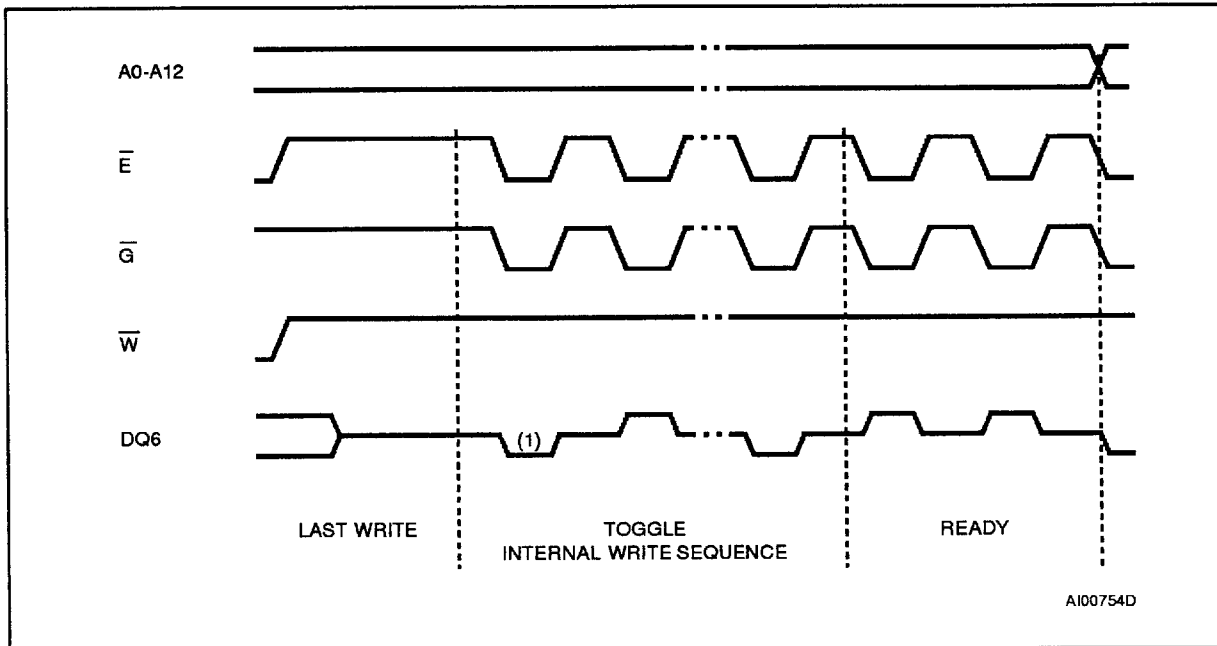 A0-A12
E̅
G̅
W̅
DQ6
(1)
LAST WRITE
TOGGLE
INTERNAL WRITE SEQUENCE
READY
AI00754D